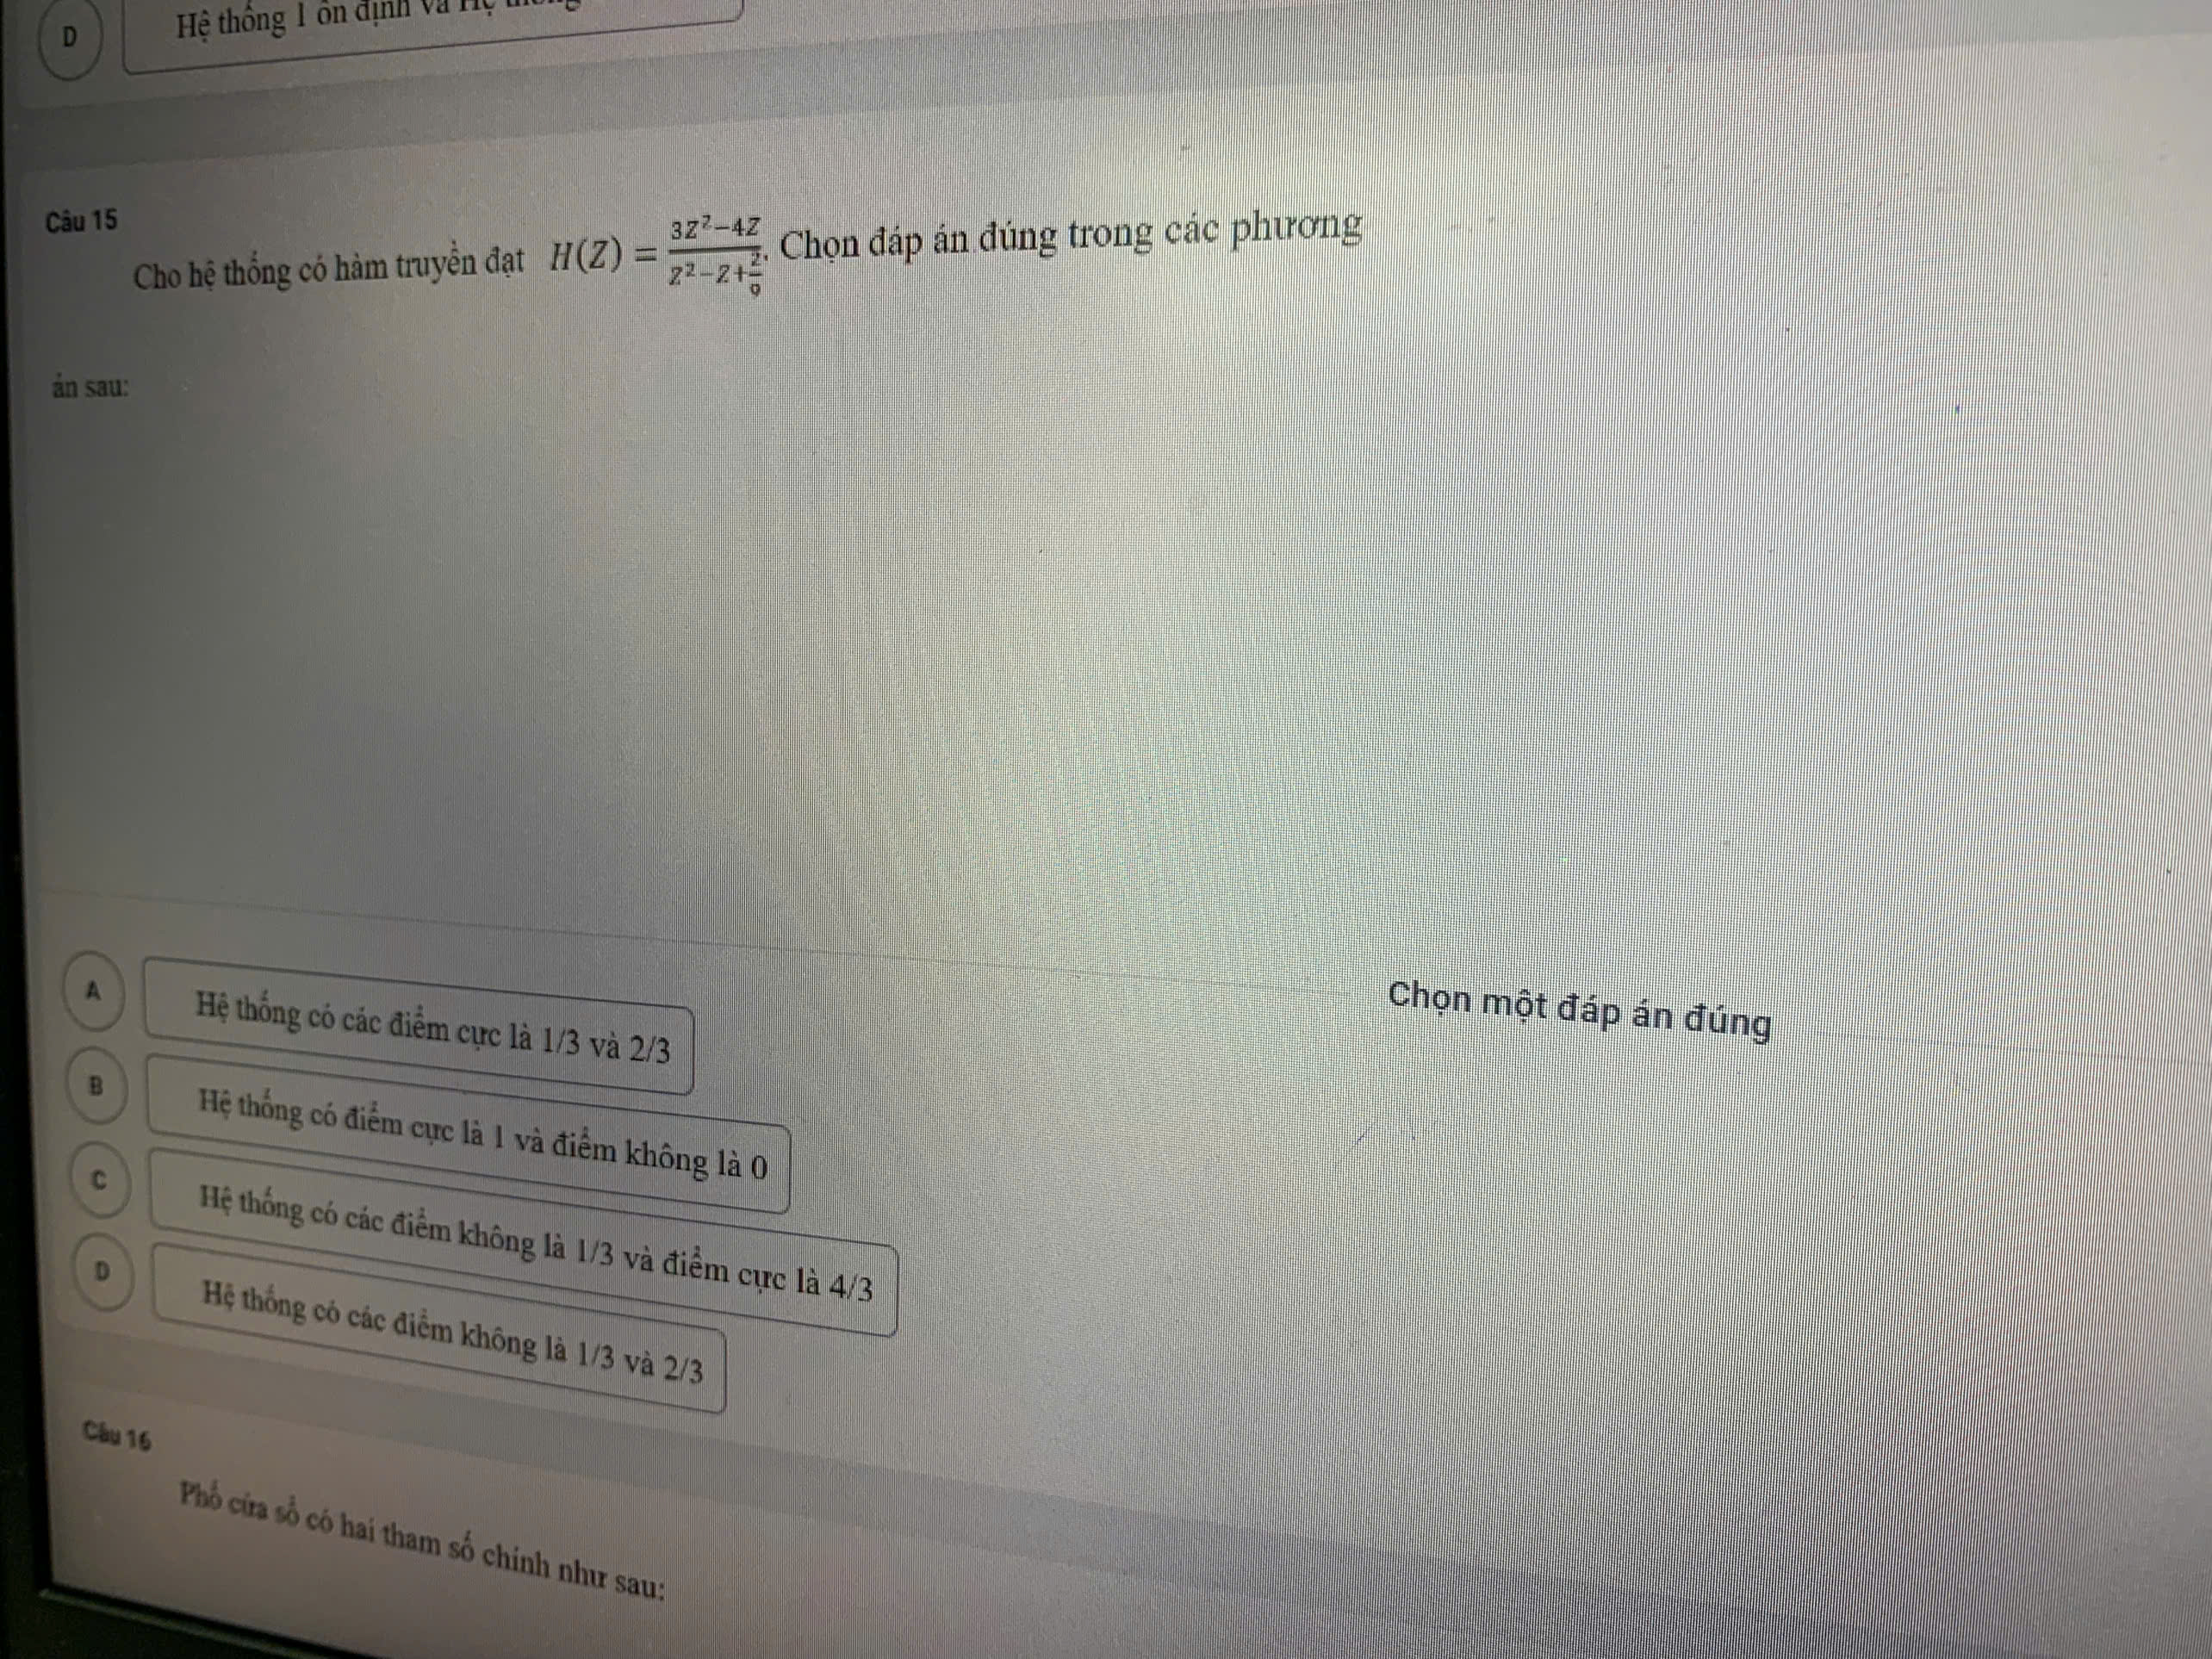 D
Hệ thống 1 ổn định và Hệ
Câu 15
Cho hệ thống có hàm truyền đạt H(Z) = \frac{3Z^2-4Z}{Z^2-Z+\frac{2}{9}}. Chọn đáp án đúng trong các phương
án sau:
Chọn một đáp án đúng
A Hệ thống có các điểm cực là 1/3 và 2/3
B Hệ thống có điểm cực là 1 và điểm không là 0
C Hệ thống có các điểm không là 1/3 và điểm cực là 4/3
D Hệ thống có các điểm không là 1/3 và 2/3
Câu 16
Phổ cửa sổ có hai tham số chính như sau: